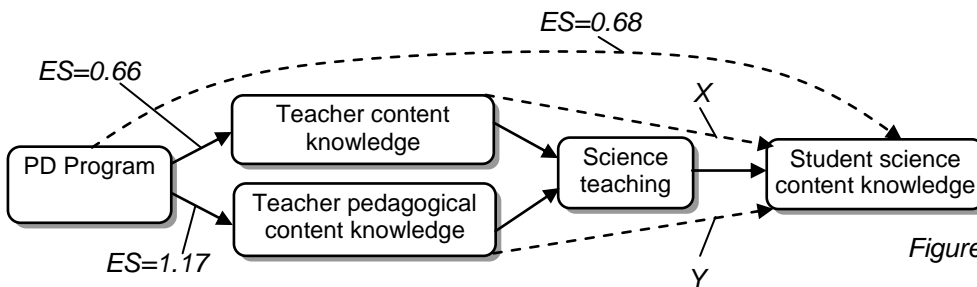 ES=0.68
ES=0.66
X
Teacher content
knowledge
PD Program
Science
teaching
Student science
content knowledge
Teacher pedagogical
content knowledge
ES=1.17
Y
Figure